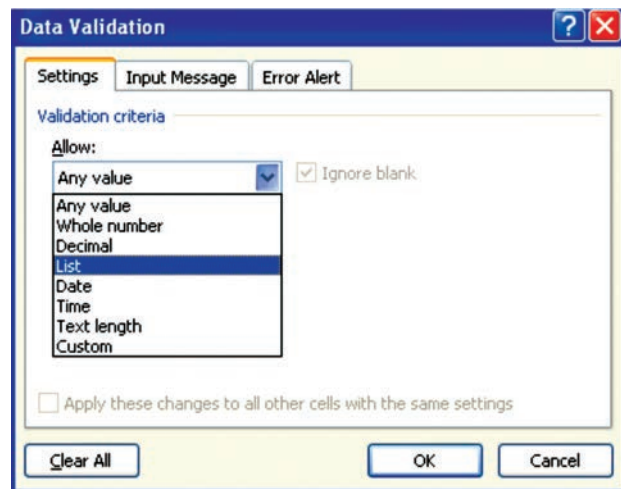 Data Validation
Settings Input Message Error Alert
Validation criteria
Allow:
Any value Ignore blank
Any value
Whole number
Decimal
List
Date
Time
Text length
Custom
Apply these changes to all other cells with the same settings
Clear All OK Cancel